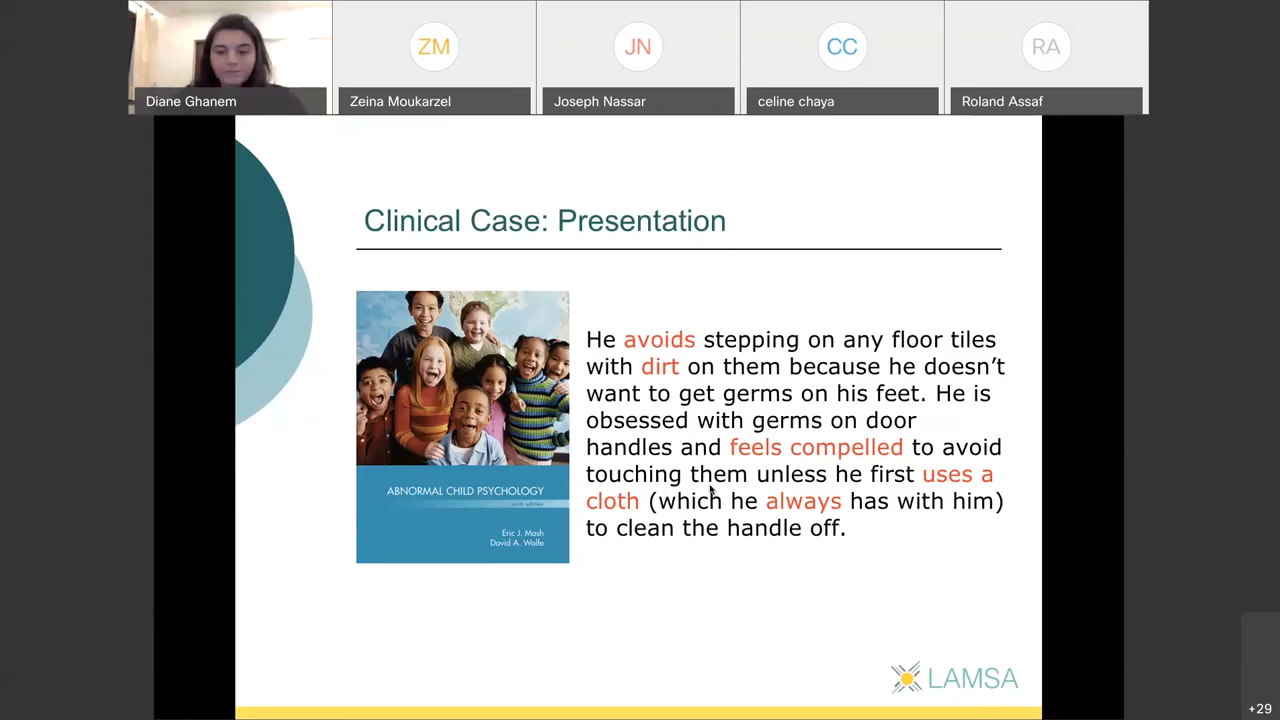 ZM
JN
CC
RA
Diane Ghanem
Zeina Moukarzel
Joseph Nassar
celine chaya
Roland Assaf
Clinical Case: Presentation
He avoids stepping on any floor tiles
with dirt on them because he doesn’t
want to get germs on his feet. He is
obsessed with germs on door
handles and feels compelled to avoid
touching them unless he first uses a
cloth (which he always has with him)
to clean the handle off.
ABNORMAL CHILD PSYCHOLOGY
sixth edition
Eric J. Mash
David A. Wolfe
LAMSA
+29